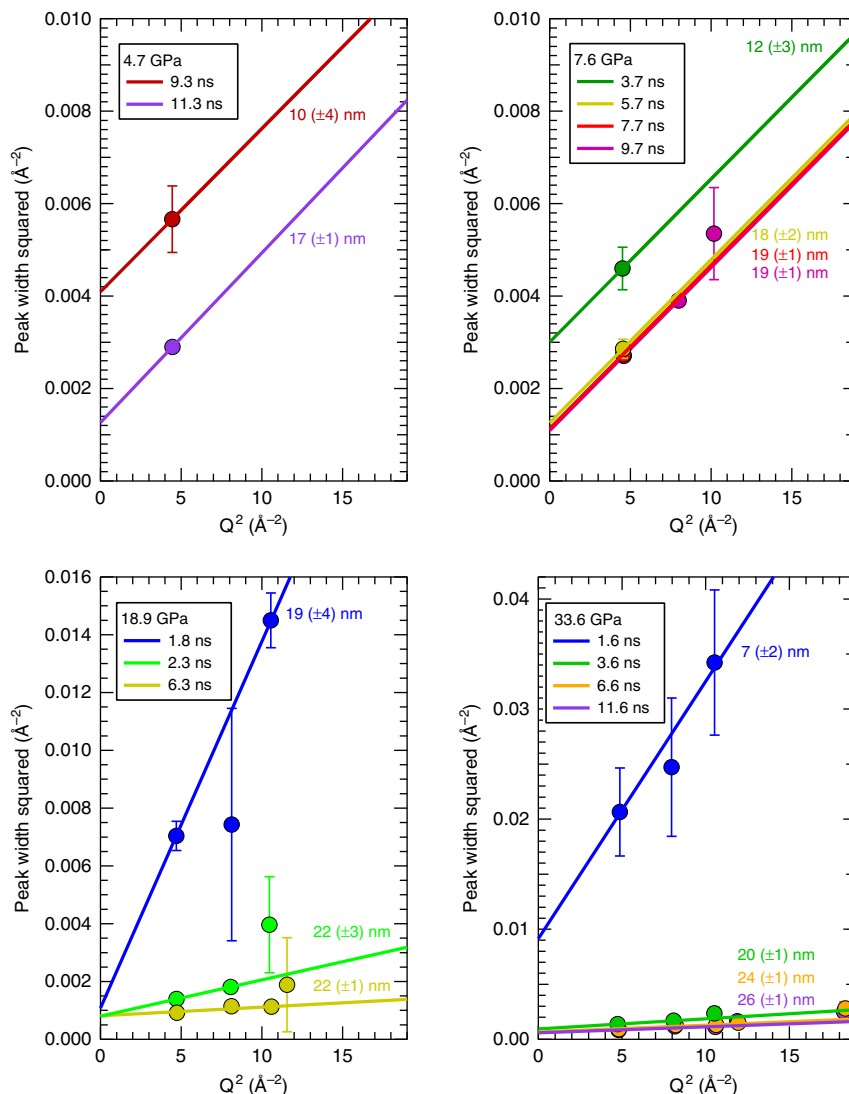 4.7 GPa
9.3 ns
11.3 ns
10 (±4) nm
17 (±1) nm
0.010
0.008
0.006
0.004
0.002
0.000
Peak width squared (Å⁻²)
0
5
10
15
Q² (Å⁻²)
7.6 GPa
3.7 ns
5.7 ns
7.7 ns
9.7 ns
12 (±3) nm
18 (±2) nm
19 (±1) nm
19 (±1) nm
0.010
0.008
0.006
0.004
0.002
0.000
Peak width squared (Å⁻²)
0
5
10
15
Q² (Å⁻²)
18.9 GPa
1.8 ns
2.3 ns
6.3 ns
19 (±4) nm
22 (±3) nm
22 (±1) nm
0.016
0.014
0.012
0.010
0.008
0.006
0.004
0.002
0.000
Peak width squared (Å⁻²)
0
5
10
15
Q² (Å⁻²)
33.6 GPa
1.6 ns
3.6 ns
6.6 ns
11.6 ns
7 (±2) nm
20 (±1) nm
24 (±1) nm
26 (±1) nm
0.04
0.03
0.02
0.01
0.00
Peak width squared (Å⁻²)
0
5
10
15
Q² (Å⁻²)